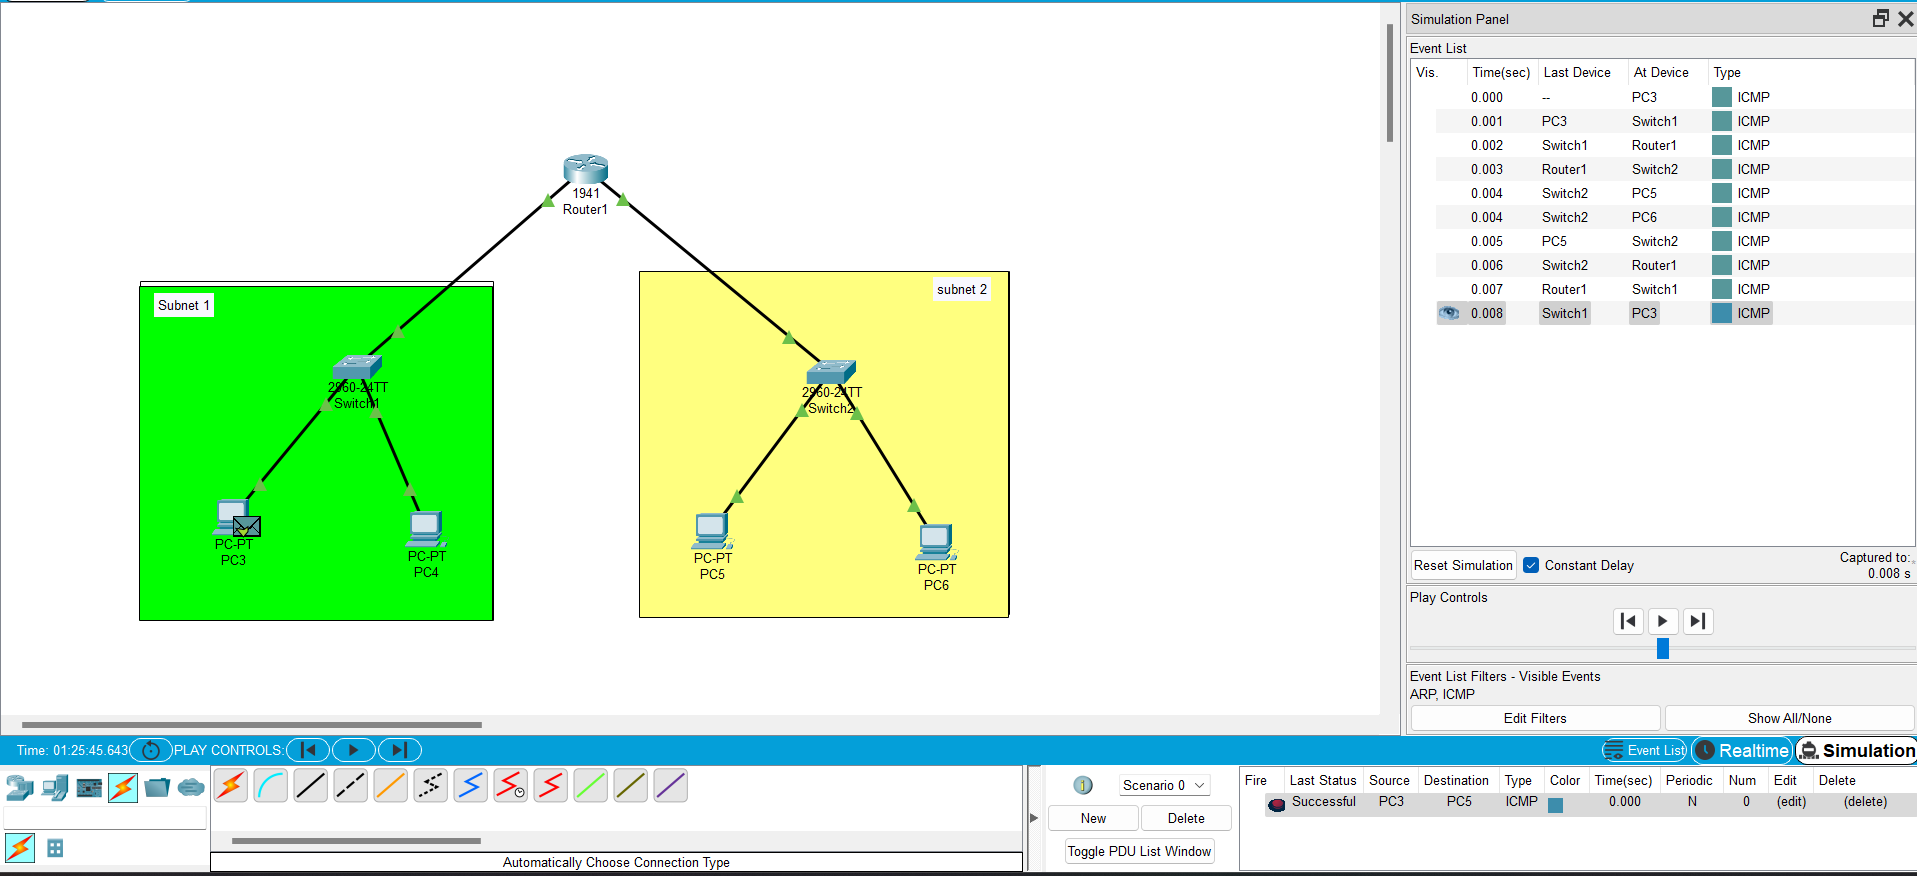 Simulation Panel
Event List
Vis. Time(sec) Last Device At Device Type
0.000 -- PC3 ICMP
0.001 PC3 Switch1 ICMP
0.002 Switch1 Router1 ICMP
0.003 Router1 Switch2 ICMP
0.004 Switch2 PC5 ICMP
0.004 Switch2 PC6 ICMP
0.005 PC5 Switch2 ICMP
0.006 Switch2 Router1 ICMP
0.007 Router1 Switch1 ICMP
0.008 Switch1 PC3 ICMP
1941
Router1
Subnet 1
subnet 2
2960-24TT
Switch1
2960-24TT
Switch2
PC-PT
PC3
PC-PT
PC4
PC-PT
PC5
PC-PT
PC6
Reset Simulation Constant Delay Captured to:
0.008 s
Play Controls
Event List Filters - Visible Events
ARP, ICMP
Edit Filters Show All/None
Time: 01:25:45.643 PLAY CONTROLS: Event List Realtime Simulation
1 Scenario 0
New Delete
Toggle PDU List Window
Fire Last Status Source Destination Type Color Time(sec) Periodic Num Edit Delete
Successful PC3 PC5 ICMP 0.000 N 0 (edit) (delete)
Automatically Choose Connection Type